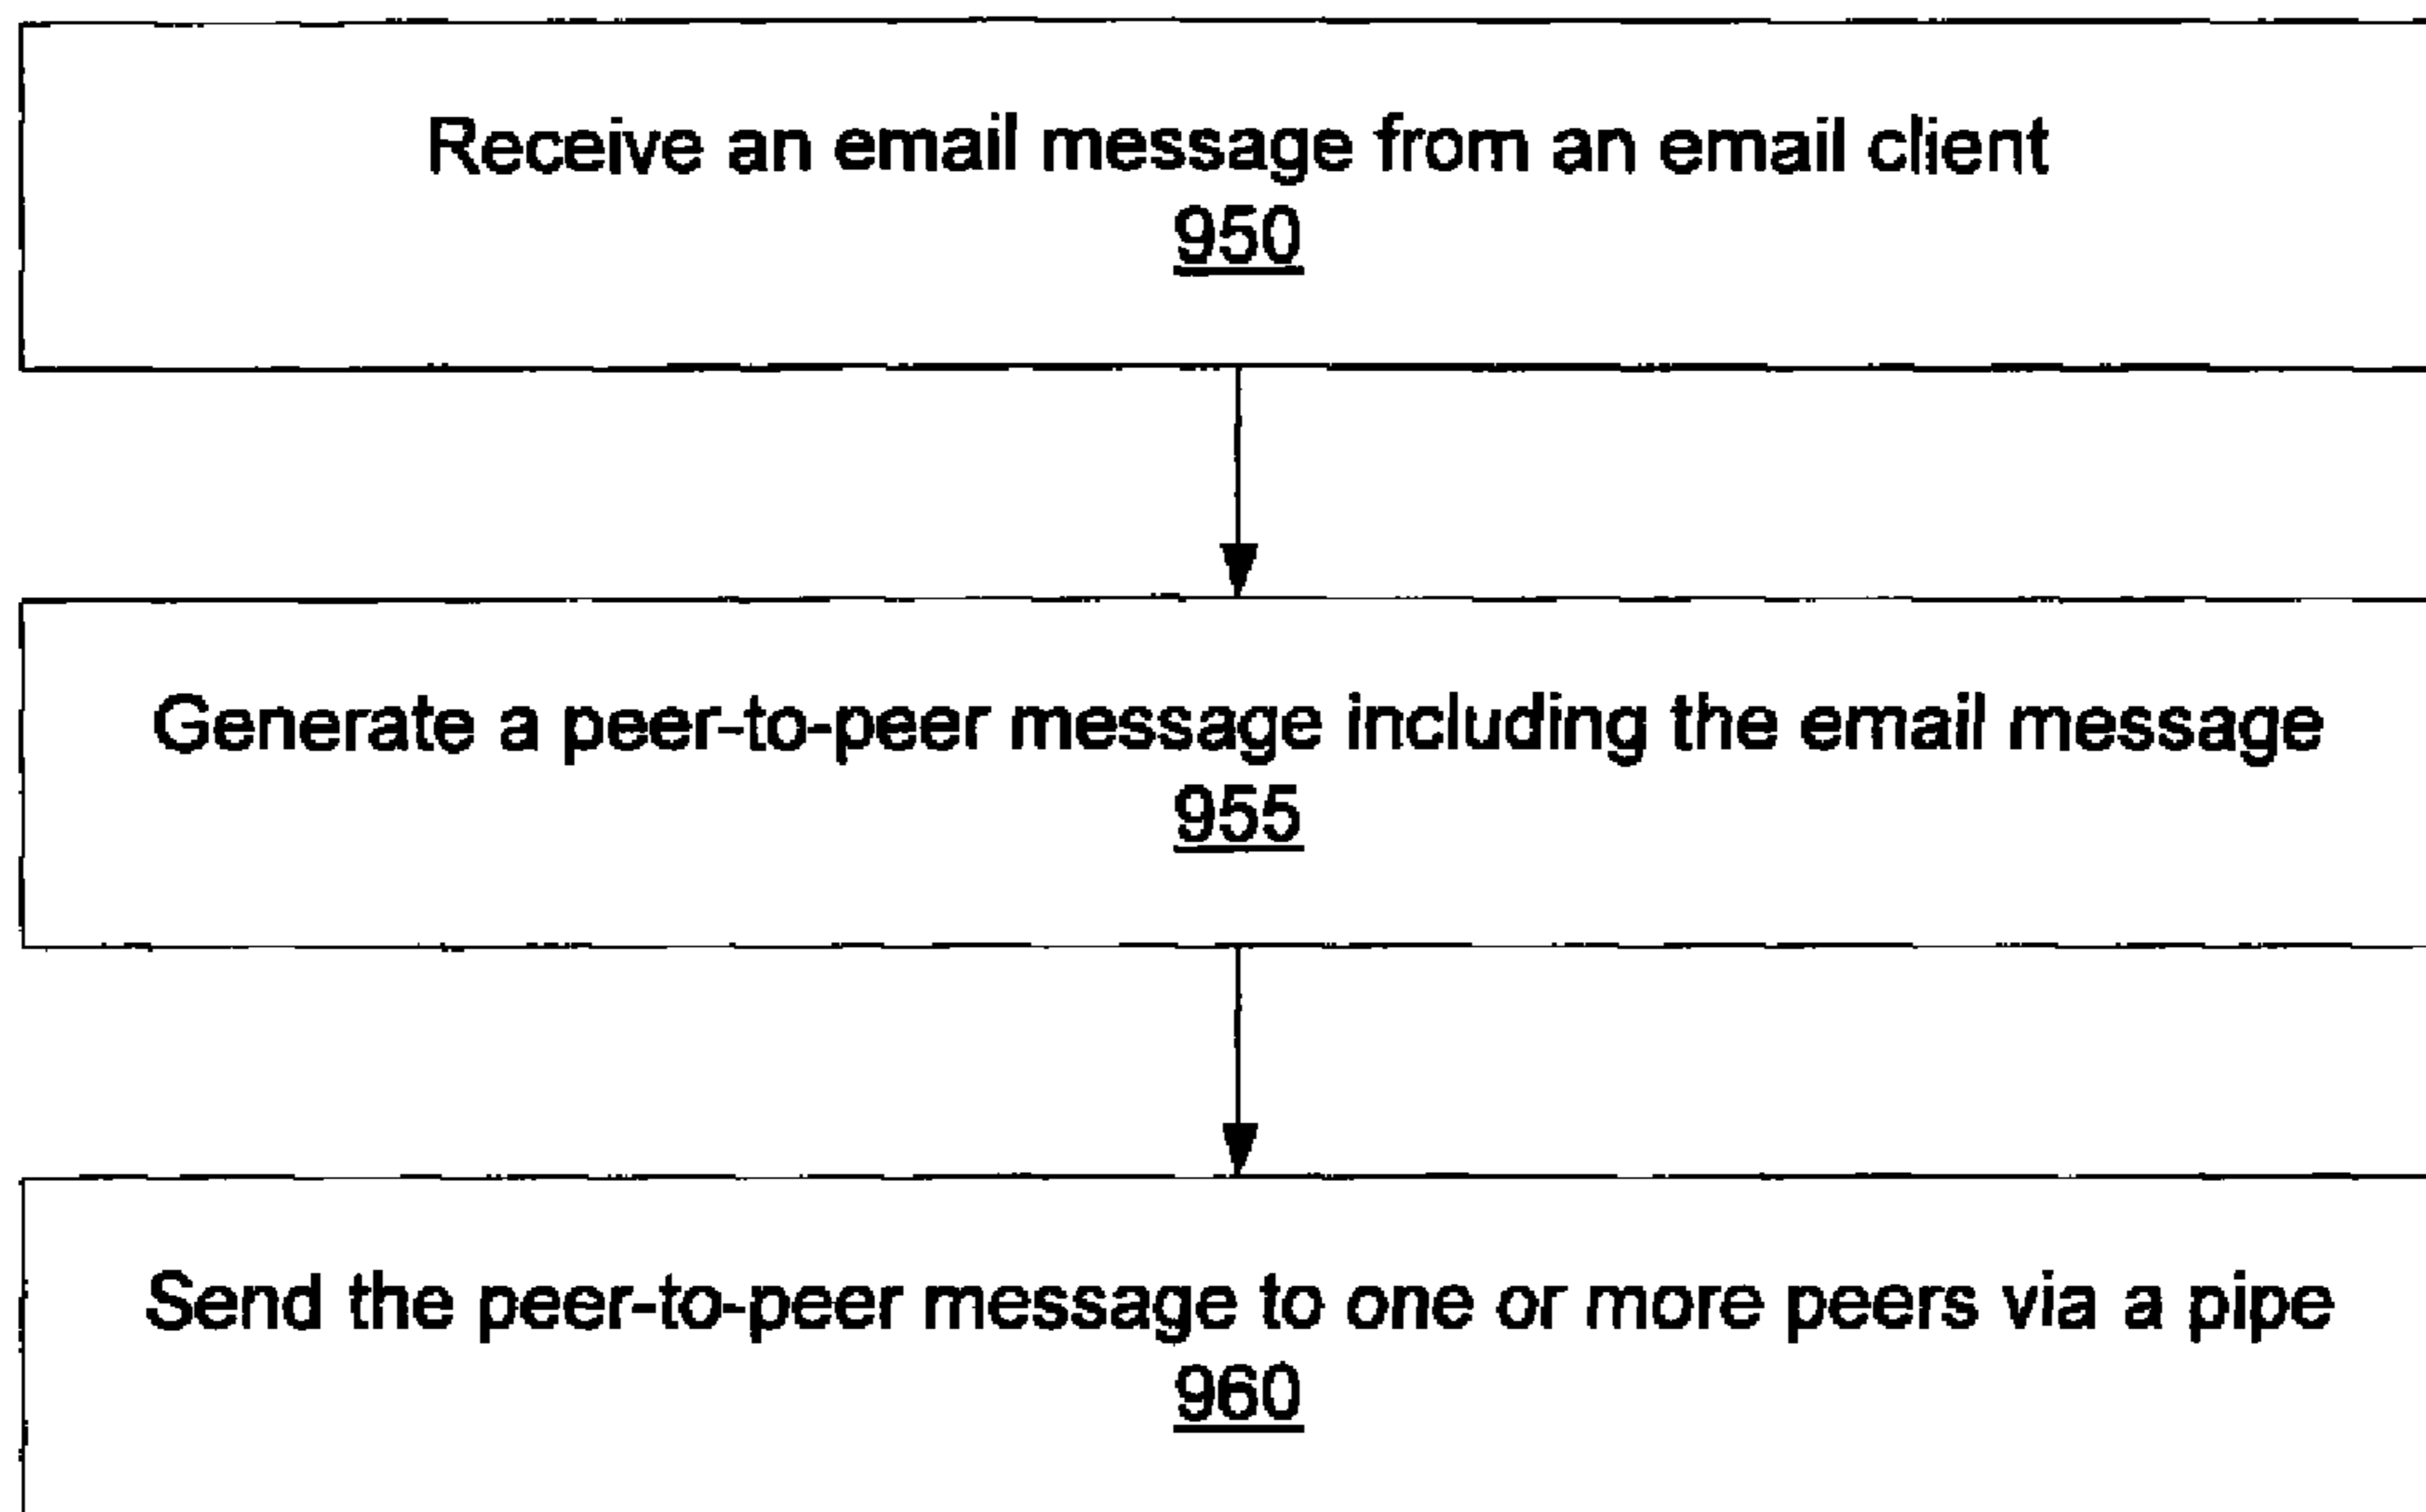 Receive an email message from an email client
950
Generate a peer-to-peer message including the email message
955
Send the peer-to-peer message to one or more peers via a pipe
960